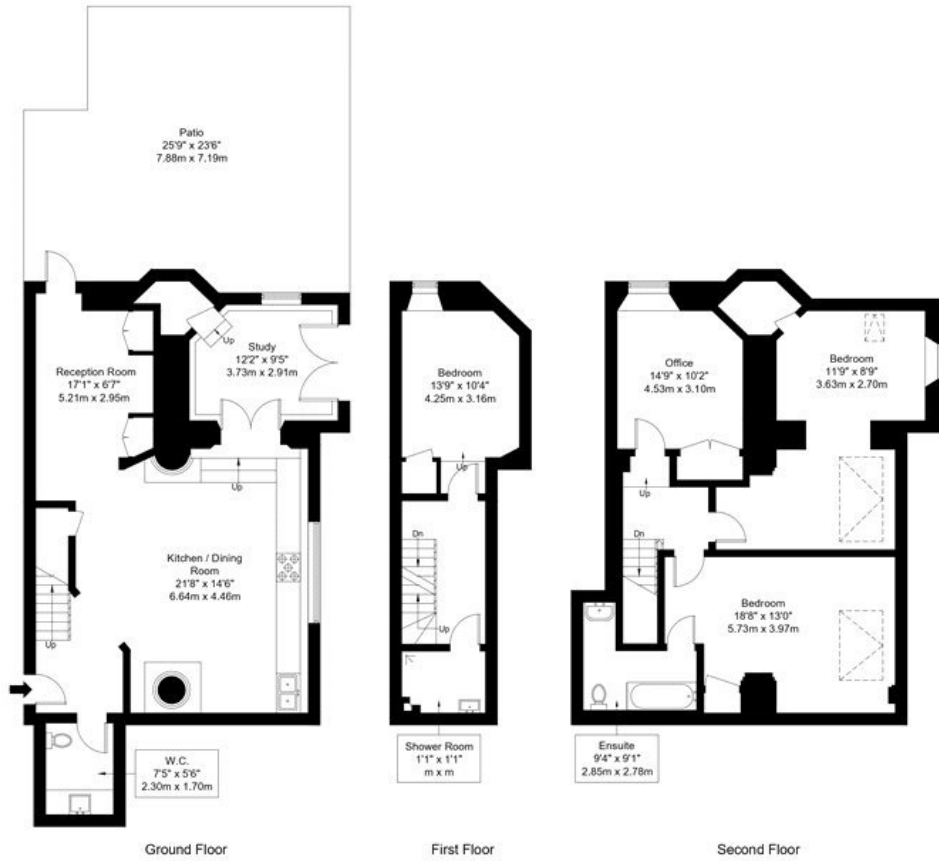 Patio
25'9" x 23'6"
7.88m x 7.19m
Up
Study
12'2" x 9'5"
3.73m x 2.91m
Reception Room
17'1" x 6'7"
5.21m x 2.95m
Up
Kitchen / Dining
Room
21'8" x 14'6"
6.64m x 4.46m
Up
W.C.
7'5" x 5'6"
2.30m x 1.70m
Ground Floor
Bedroom
13'9" x 10'4"
4.25m x 3.16m
Up
Dn
Up
Shower Room
1'1" x 1'1"
m x m
First Floor
Office
14'9" x 10'2"
4.53m x 3.10m
Bedroom
11'9" x 8'9"
3.63m x 2.70m
Up
Dn
Bedroom
18'8" x 13'0"
5.73m x 3.97m
Ensuite
9'4" x 9'1"
2.85m x 2.78m
Second Floor